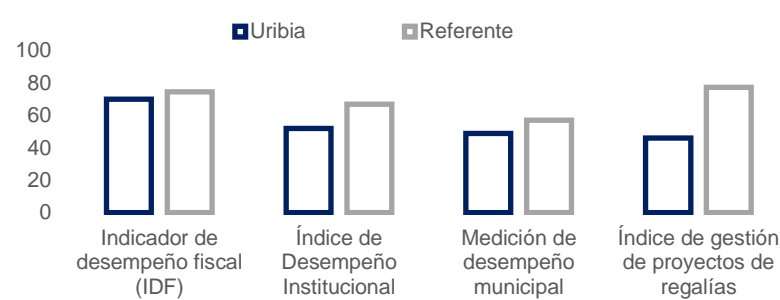 Uribia
Referente
100
80
60
40
20
0
Indicador de
desempeño fiscal
(IDF)
Índice de
Desempeño
Institucional
Medición de
desempeño
municipal
Índice de gestión
de proyectos de
regalías